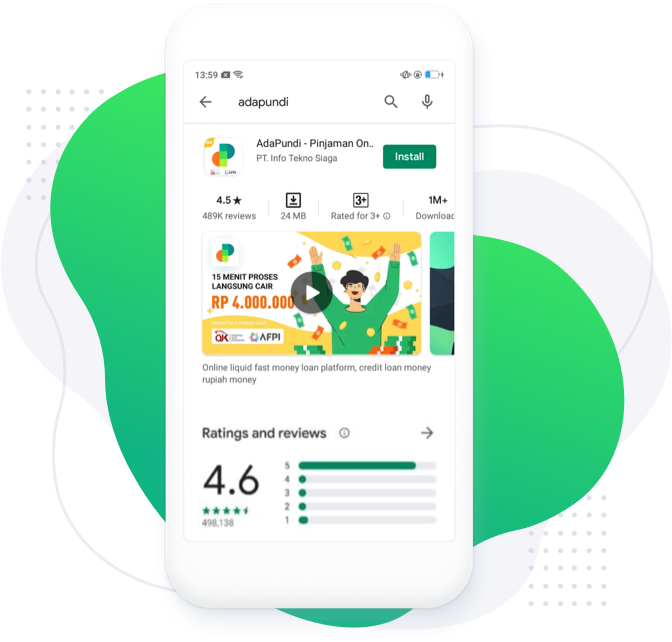 13:59
adapundi
AdaPundi - Pinjaman On..
PT. Info Tekno Siaga
Install
4.5★
489K reviews
24 MB
3+
Rated for 3+
1M+
Downloac
15 MENIT PROSES
LANGSUNG CAIR
RP 4.000.000
AFPI
Online liquid fast money loan platform, credit loan money
rupiah money
Ratings and reviews
4.6
498,138
5
4
3
2
1